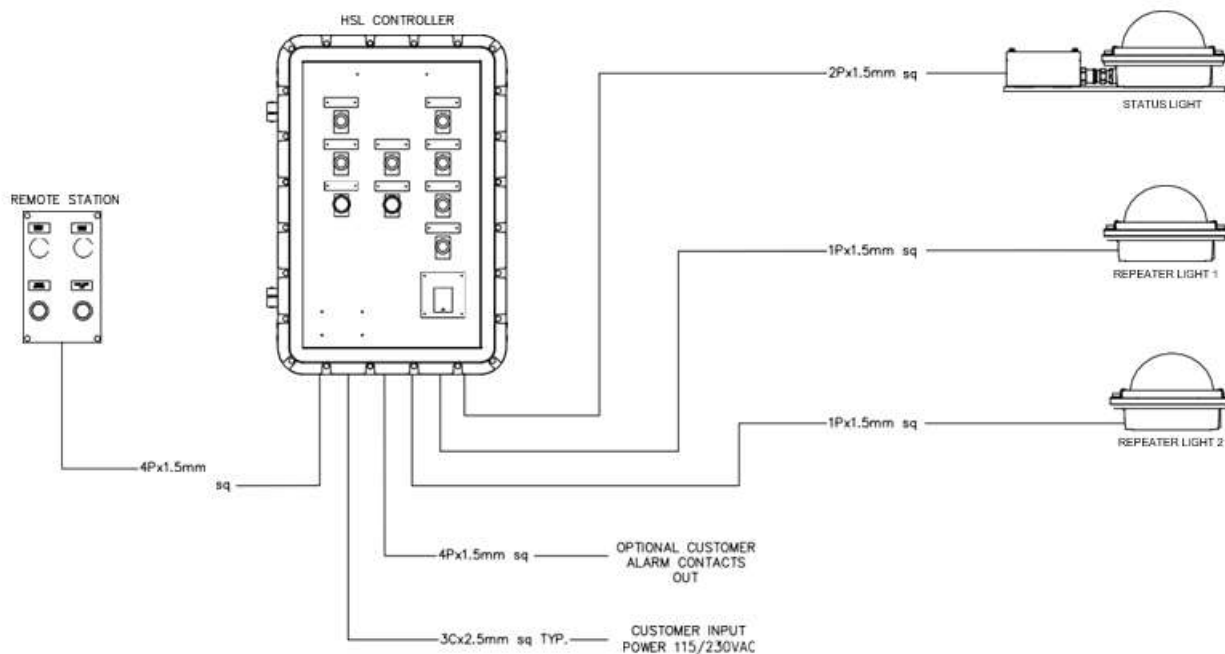 HSL CONTROLLER
2Px1.5mm sq
STATUS LIGHT
REMOTE STATION
1Px1.5mm sq
REPEATER LIGHT 1
1Px1.5mm sq
REPEATER LIGHT 2
4Px1.5mm
sq
4Px1.5mm sq
OPTIONAL CUSTOMER
ALARM CONTACTS
OUT
3Cx2.5mm sq TYP.
CUSTOMER INPUT
POWER 115/230VAC